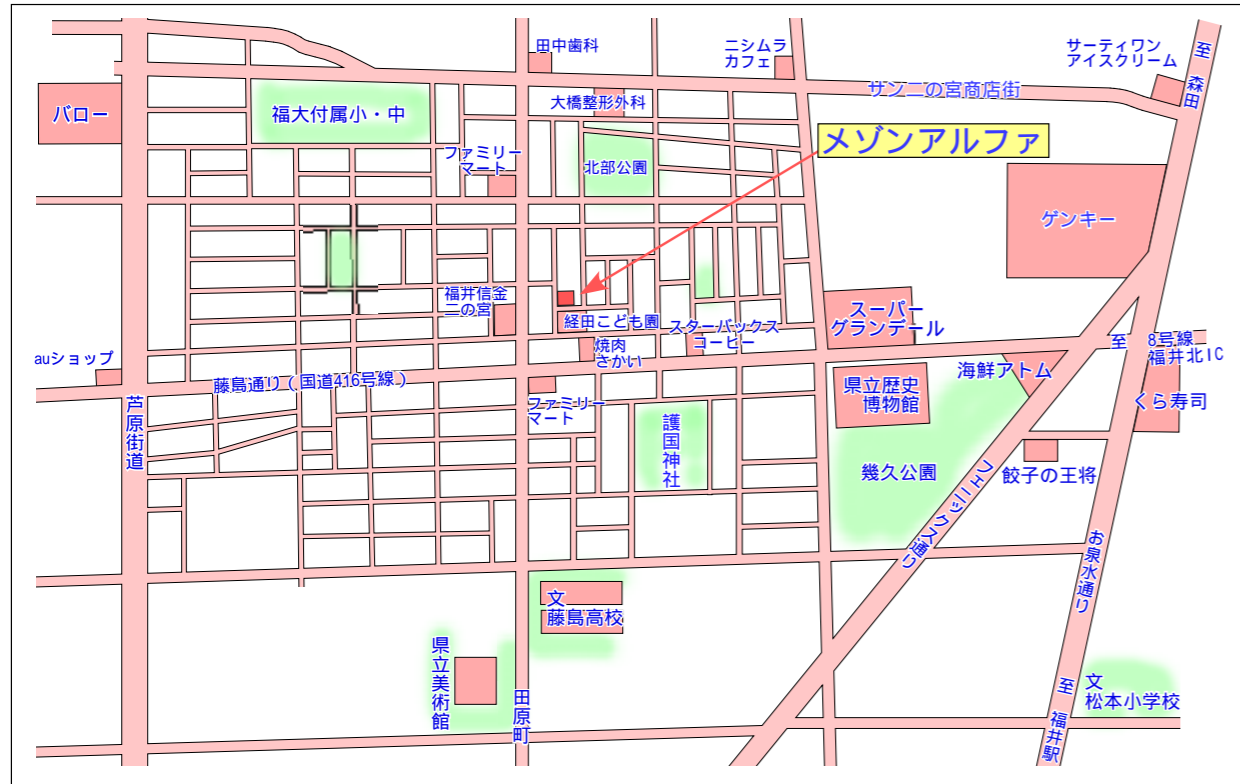 田中歯科
ニシムラ
カフェ
サーティワン
アイスクリーム
至 森田
サン二の宮商店街
バロー
福大付属小・中
大橋整形外科
メゾンアルファ
ファミリー
マート
北部公園
ゲンキー
福井信金
二の宮
経田こども園
スターバックス
コーヒー
スーパー
グランデール
焼肉
さかい
至 8号線
福井北IC
auショップ
藤島通り(国道416号線)
海鮮アトム
県立歴史
博物館
くら寿司
ファミリー
マート
芦原街道
護国神社
幾久公園
餃子の王将
フェニックス通り
お泉水通り
文
藤島高校
県立美術館
田原町
文
松本小学校
至 福井駅